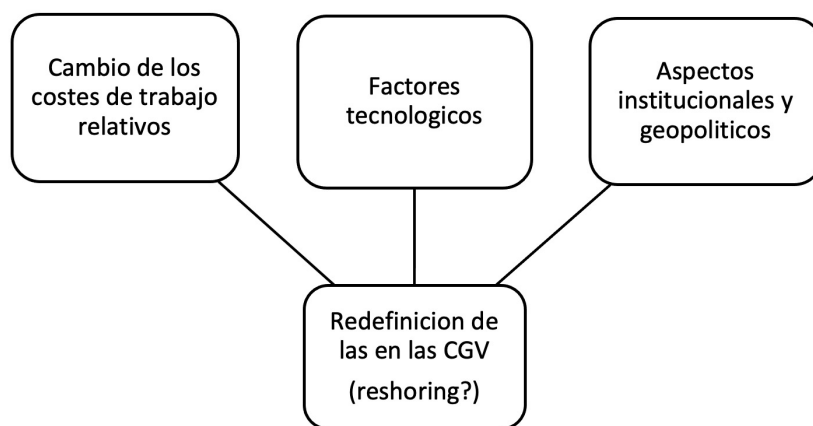 Cambio de los
costes de trabajo
relativos
Factores
tecnologicos
Aspectos
institucionales y
geopoliticos
Redefinicion de
las en las CGV
(reshoring?)